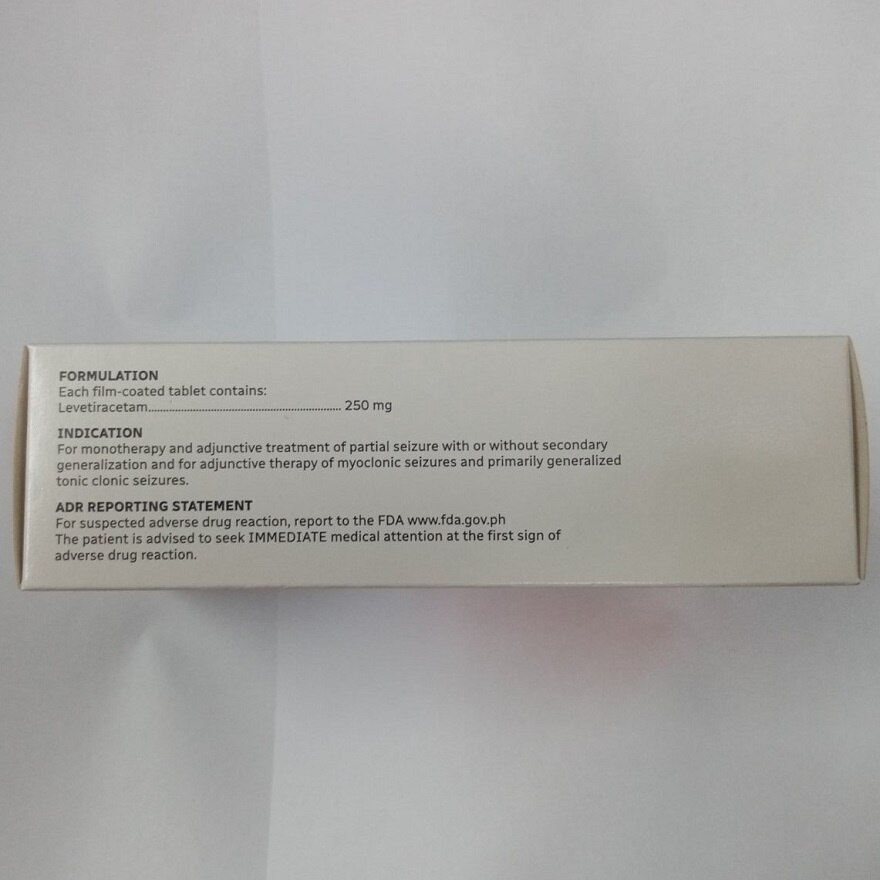 FORMULATION
Each film-coated tablet contains:
Levetiracetam................................................................. 250 mg
INDICATION
For monotherapy and adjunctive treatment of partial seizure with or without secondary
generalization and for adjunctive therapy of myoclonic seizures and primarily generalized
tonic clonic seizures.
ADR REPORTING STATEMENT
For suspected adverse drug reaction, report to the FDA www.fda.gov.ph
The patient is advised to seek IMMEDIATE medical attention at the first sign of
adverse drug reaction.